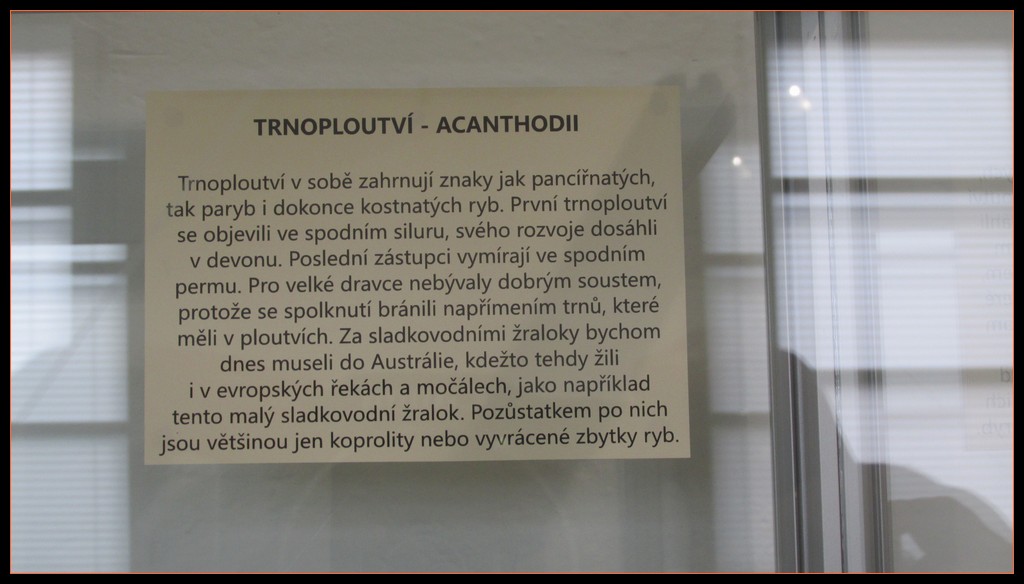 TRNOPLOUTVÍ - ACANTHODII
Trnoploutví v sobě zahrnují znaky jak pancířnatých,
tak paryb i dokonce kostnatých ryb. První trnoploutví
se objevili ve spodním siluru, svého rozvoje dosáhli
v devonu. Poslední zástupci vymírají ve spodním
permu. Pro velké dravce nebývaly dobrým soustem,
protože se spolknutí bránili napřímením trnů, které
měli v ploutvích. Za sladkovodními žraloky bychom
dnes museli do Austrálie, kdežto tehdy žili
i v evropských řekách a močálech, jako například
tento malý sladkovodní žralok. Pozůstatkem po nich
jsou většinou jen koprolity nebo vyvrácené zbytky ryb.